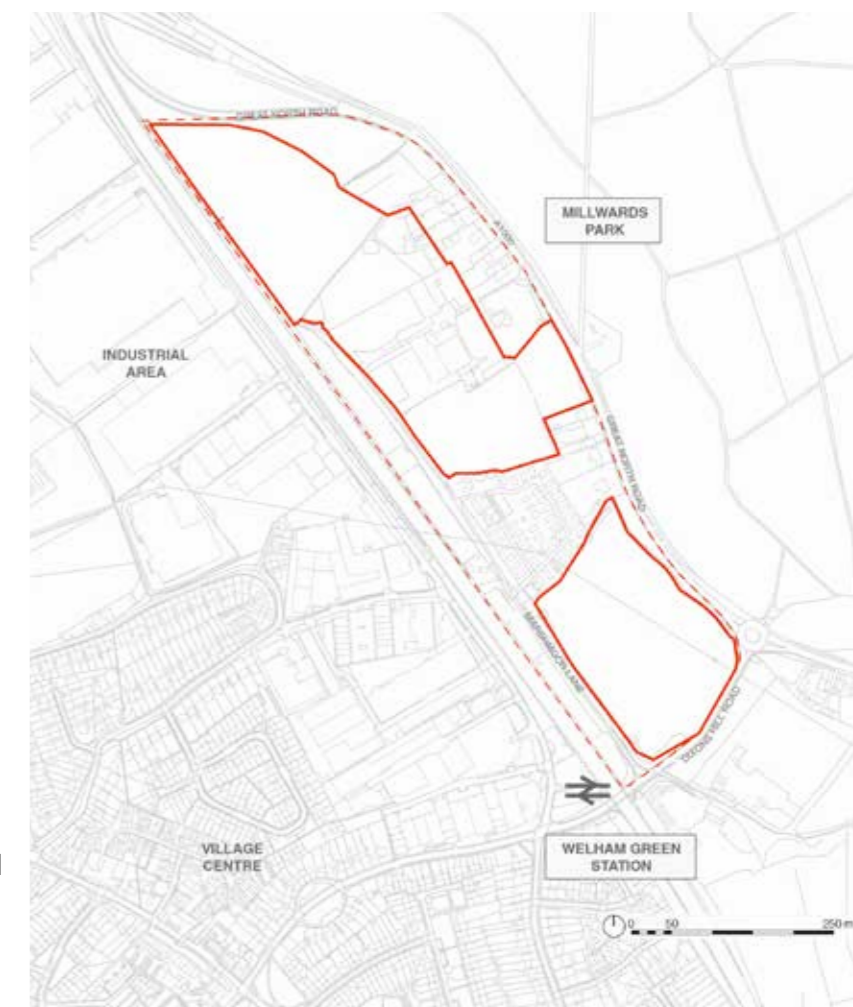 GREAT NORTH ROAD
MILLWARDS
PARK
A1000
INDUSTRIAL
AREA
GREAT NORTH ROAD
MARSHMOOR LANE
DIXONS HILL ROAD
VILLAGE
CENTRE
WELHAM GREEN
STATION
0 50 250m